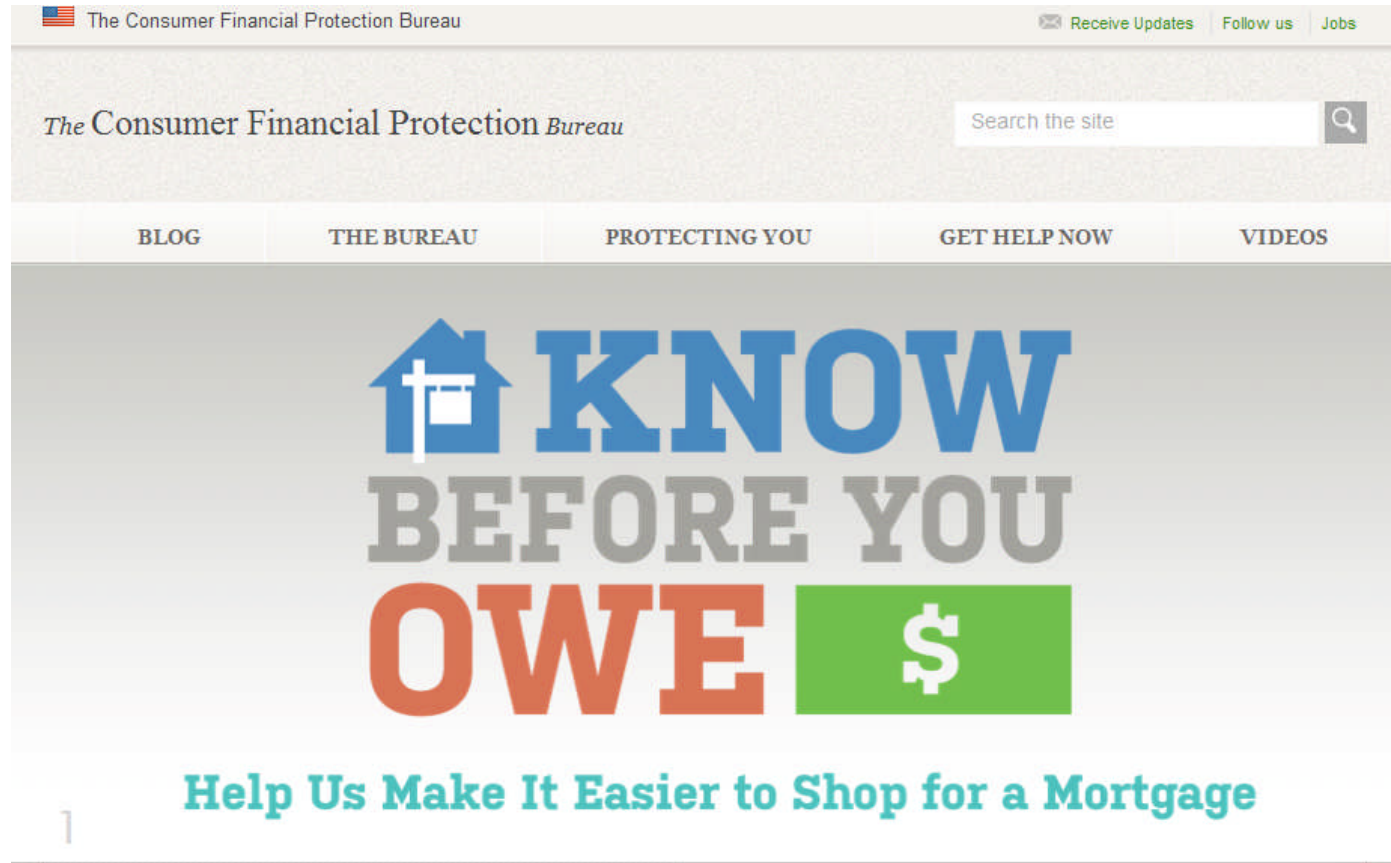 The Consumer Financial Protection Bureau
Receive Updates Follow us Jobs
The Consumer Financial Protection Bureau
Search the site
BLOG THE BUREAU PROTECTING YOU GET HELP NOW VIDEOS
KNOW
BEFORE YOU
OWE $
Help Us Make It Easier to Shop for a Mortgage
1